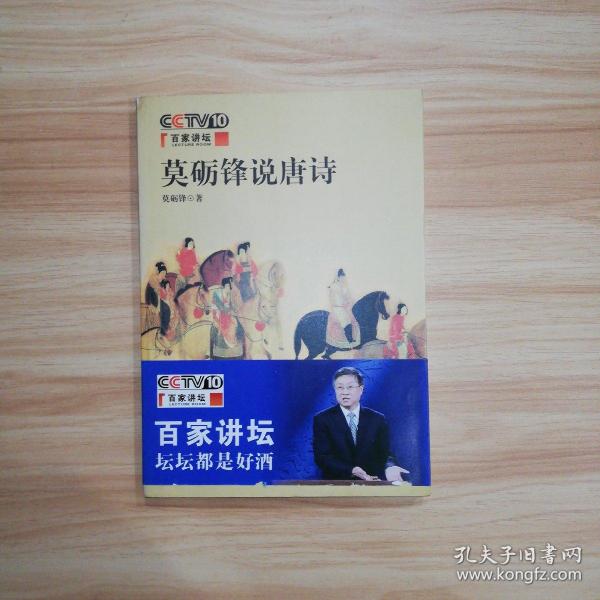 CCTV10
百家讲坛
LECTURE ROOM
莫砺锋说唐诗
莫砺锋⊙著
CCTV10
百家讲坛
LECTURE ROOM
百家讲坛
坛坛都是好酒
孔夫子旧書网
www.kongfz.com